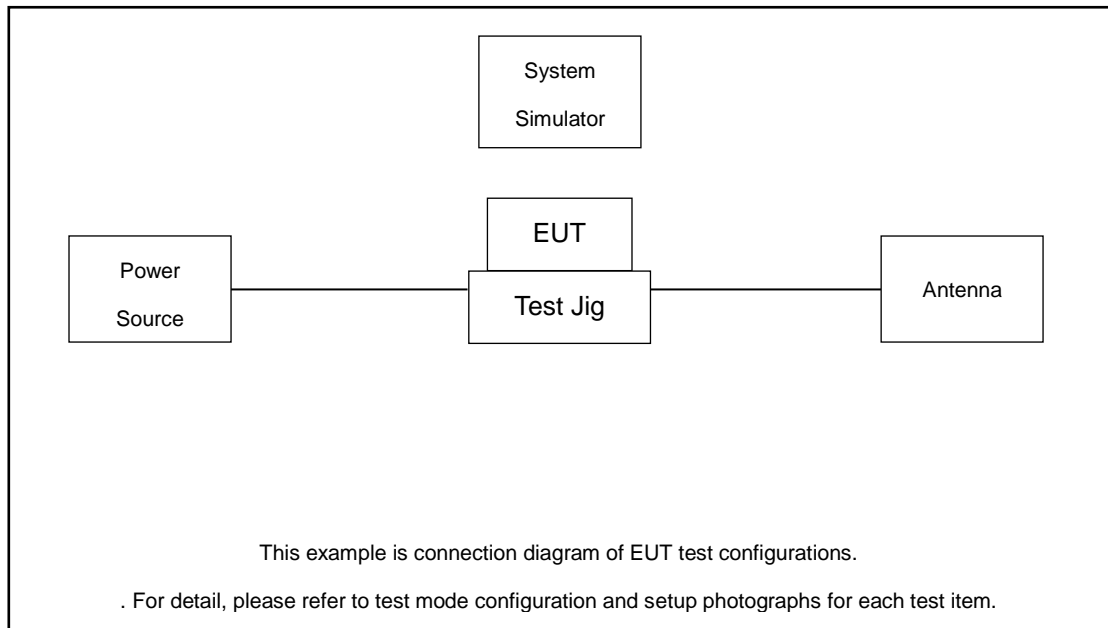 System
Simulator
EUT
Power
Source
Test Jig
Antenna
This example is connection diagram of EUT test configurations.
. For detail, please refer to test mode configuration and setup photographs for each test item.